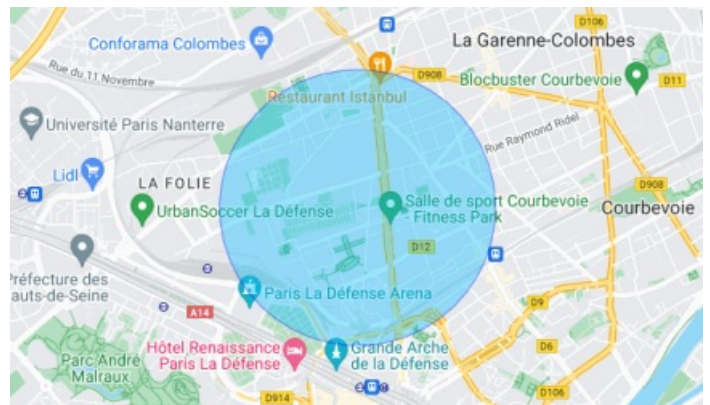 D106
La Garenne-Colombes
Conforama Colombes
Rue du 11 Novembre
D908
Blocbuster Courbevoie
D11
Restaurant Istanbul
Université Paris Nanterre
Rue Raymond Ridel
Lidl
LA FOLIE
D908
UrbanSoccer La Défense
Salle de sport Courbevoie
- Fitness Park
Courbevoie
D12
Préfecture des
auts-de-Seine
Paris La Défense Arena
A14
D9
Hôtel Renaissance
Paris La Défense
Grande Arche
de la Défense
D6
Parc André
Malraux
D914
D106